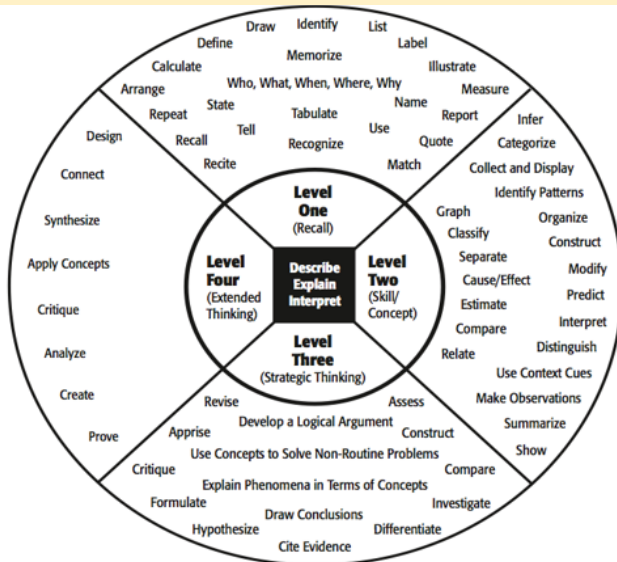 Draw Identify List
Define Memorize Label
Calculate Illustrate
Arrange Who, What, When, Where, Why Measure
Repeat State Tabulate Name Report
Recall Tell Recognize Use Quote
Recite Match
Level
One
(Recall)
Infer
Categorize
Collect and Display
Identify Patterns
Graph Organize
Classify Construct
Separate Modify
Cause/Effect Predict
Estimate Interpret
Compare Distinguish
Relate
Use Context Cues
Make Observations
Summarize
Show
Level
Two
(Skill/
Concept)
Describe
Explain
Interpret
Level
Three
(Strategic Thinking)
Revise Assess
Apprise Develop a Logical Argument Construct
Use Concepts to Solve Non-Routine Problems
Critique Compare
Explain Phenomena in Terms of Concepts
Formulate Investigate
Draw Conclusions
Hypothesize Differentiate
Cite Evidence
Level
Four
(Extended
Thinking)
Design
Connect
Synthesize
Apply Concepts
Critique
Analyze
Create
Prove